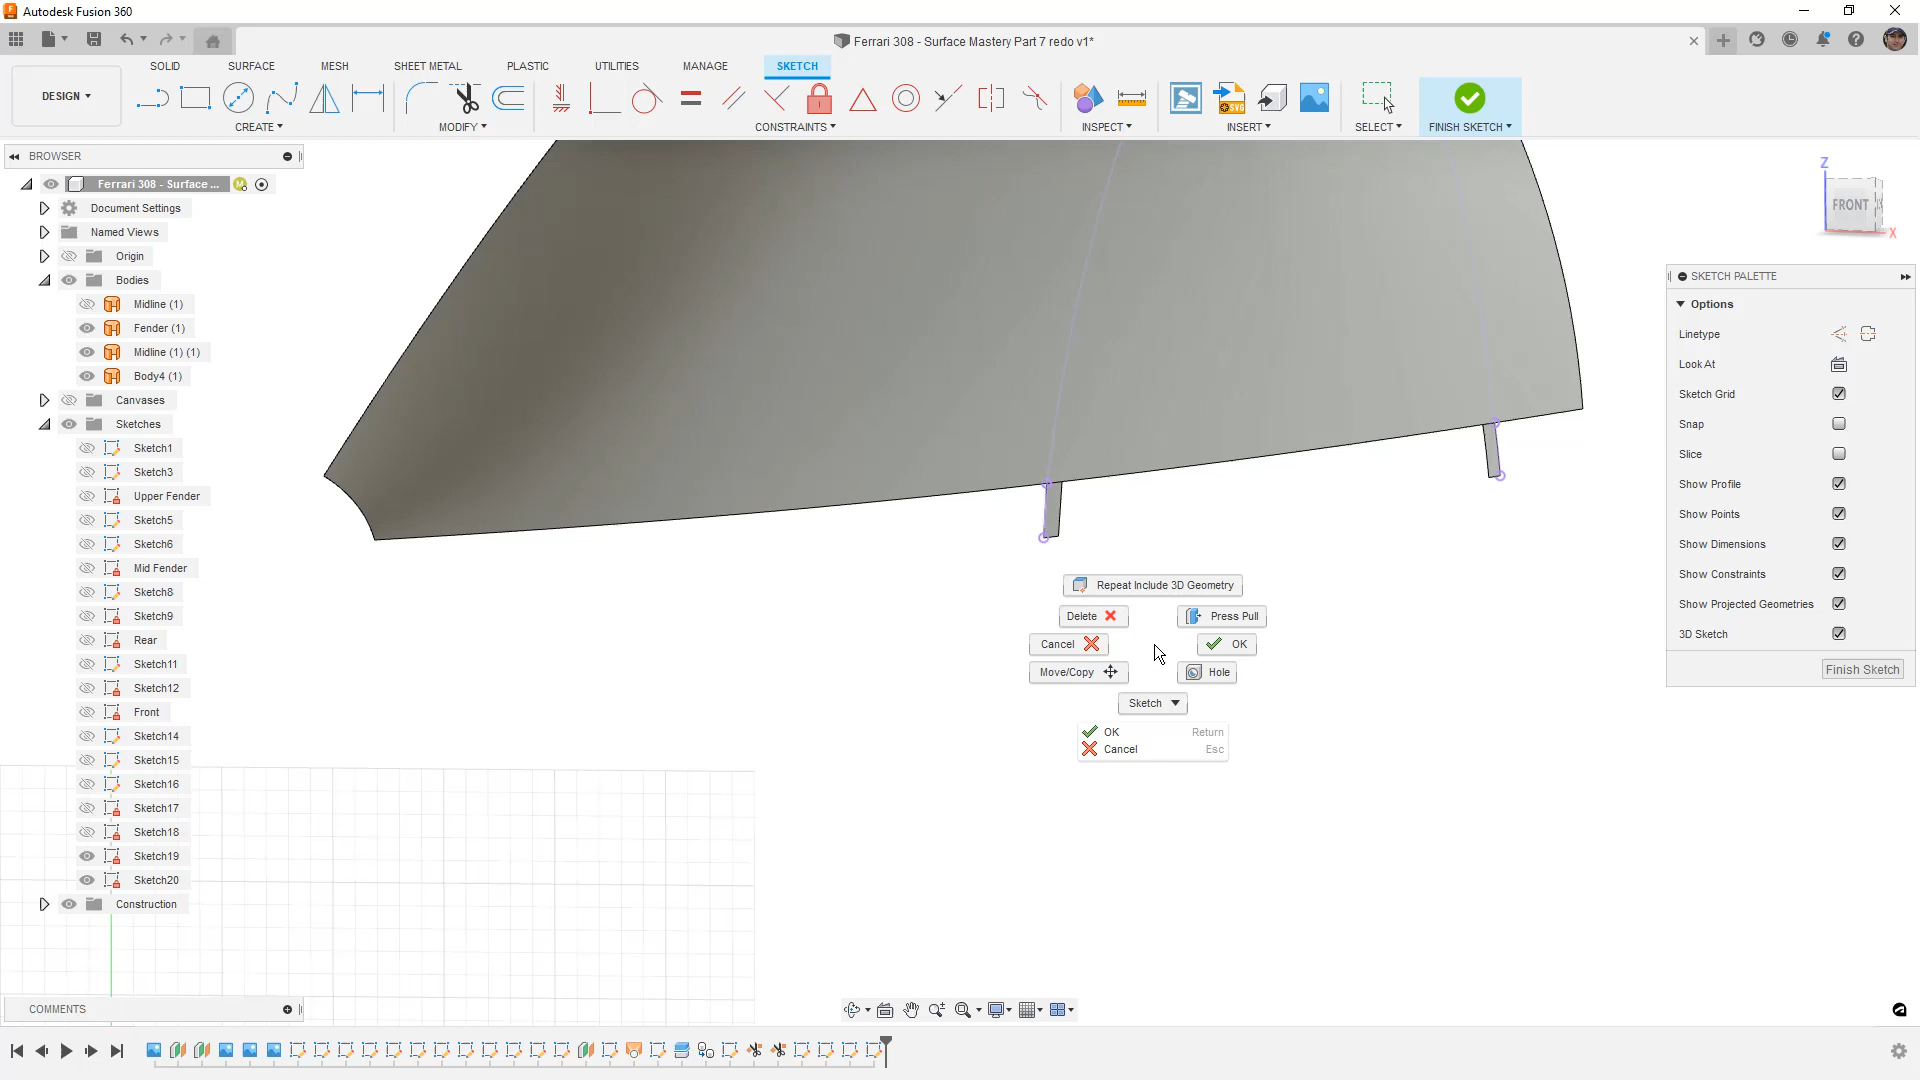 Autodesk Fusion 360
Ferrari 308 - Surface Mastery Part 7 redo v1*
SOLID
SURFACE
MESH
SHEET METAL
PLASTIC
UTILITIES
MANAGE
SKETCH
DESIGN
CREATE
MODIFY
CONSTRAINTS
INSPECT
INSERT
SELECT
FINISH SKETCH
BROWSER
Ferrari 308 - Surface ...
Document Settings
Named Views
Origin
Bodies
Midline (1)
Fender (1)
Midline (1) (1)
Body4 (1)
Canvases
Sketches
Sketch1
Sketch3
Upper Fender
Sketch5
Sketch6
Mid Fender
Sketch8
Sketch9
Rear
Sketch11
Sketch12
Front
Sketch14
Sketch15
Sketch16
Sketch17
Sketch18
Sketch19
Sketch20
Construction
COMMENTS
Z
FRONT
X
SKETCH PALETTE
Options
Linetype
Look At
Sketch Grid
Snap
Slice
Show Profile
Show Points
Show Dimensions
Show Constraints
Show Projected Geometries
3D Sketch
Finish Sketch
Repeat Include 3D Geometry
Delete
Press Pull
Cancel
OK
Move/Copy
Hole
Sketch
OK Return
Cancel Esc